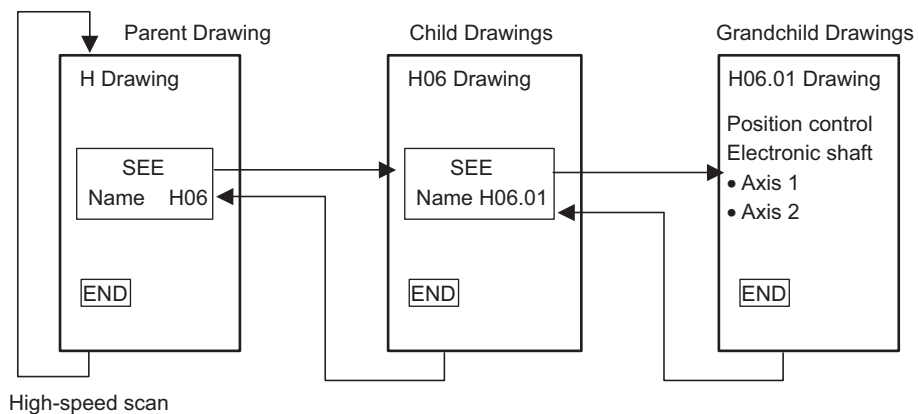 Parent Drawing
Child Drawings
Grandchild Drawings
H Drawing
SEE
Name H06
END
H06 Drawing
SEE
Name H06.01
END
H06.01 Drawing
Position control
Electronic shaft
• Axis 1
• Axis 2
END
High-speed scan